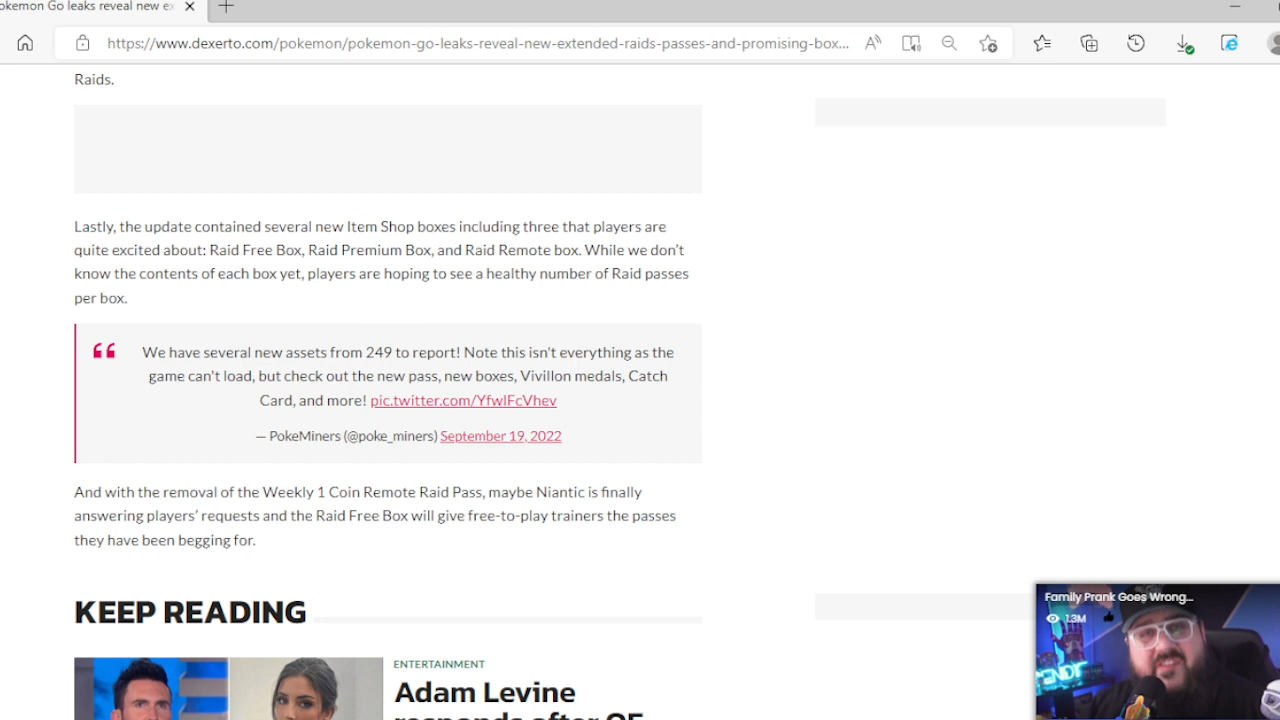 okemon Go leaks reveal new ex
https://www.dexerto.com/pokemon/pokemon-go-leaks-reveal-new-extended-raids-passes-and-promising-box...
Raids.
Lastly, the update contained several new Item Shop boxes including three that players are
quite excited about: Raid Free Box, Raid Premium Box, and Raid Remote box. While we don't
know the contents of each box yet, players are hoping to see a healthy number of Raid passes
per box.
We have several new assets from 249 to report! Note this isn't everything as the
game can't load, but check out the new pass, new boxes, Vivillon medals, Catch
Card, and more! pic.twitter.com/YfwIFcVhev
— PokeMiners (@poke_miners) September 19, 2022
And with the removal of the Weekly 1 Coin Remote Raid Pass, maybe Niantic is finally
answering players' requests and the Raid Free Box will give free-to-play trainers the passes
they have been begging for.
KEEP READING
Family Prank Goes Wrong...
1.3M
ENTERTAINMENT
Adam Levine
responds after OF